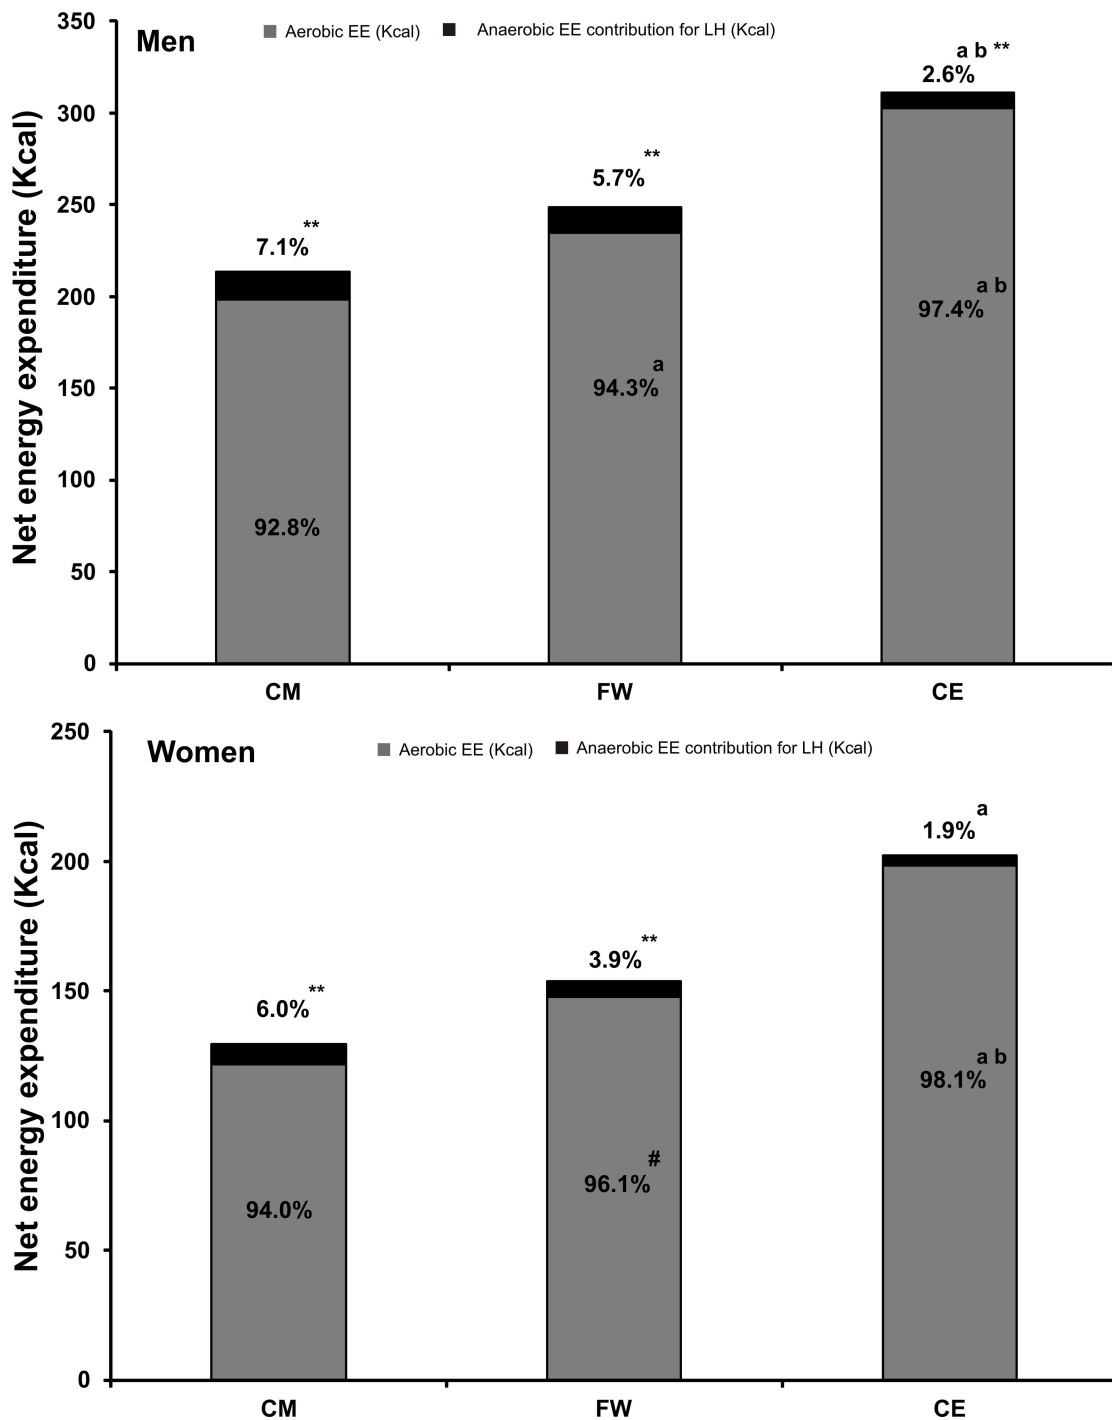 Men
Aerobic EE (Kcal) Anaerobic EE contribution for LH (Kcal)
Net energy expenditure (Kcal)
350
300
250
200
150
100
50
0
7.1% **
92.8%
5.7% **
94.3% a
a b **
2.6%
97.4% a b
CM FW CE
Women
Aerobic EE (Kcal) Anaerobic EE contribution for LH (Kcal)
Net energy expenditure (Kcal)
250
200
150
100
50
0
6.0% **
94.0%
3.9% **
96.1% #
1.9% a
98.1% a b
CM FW CE